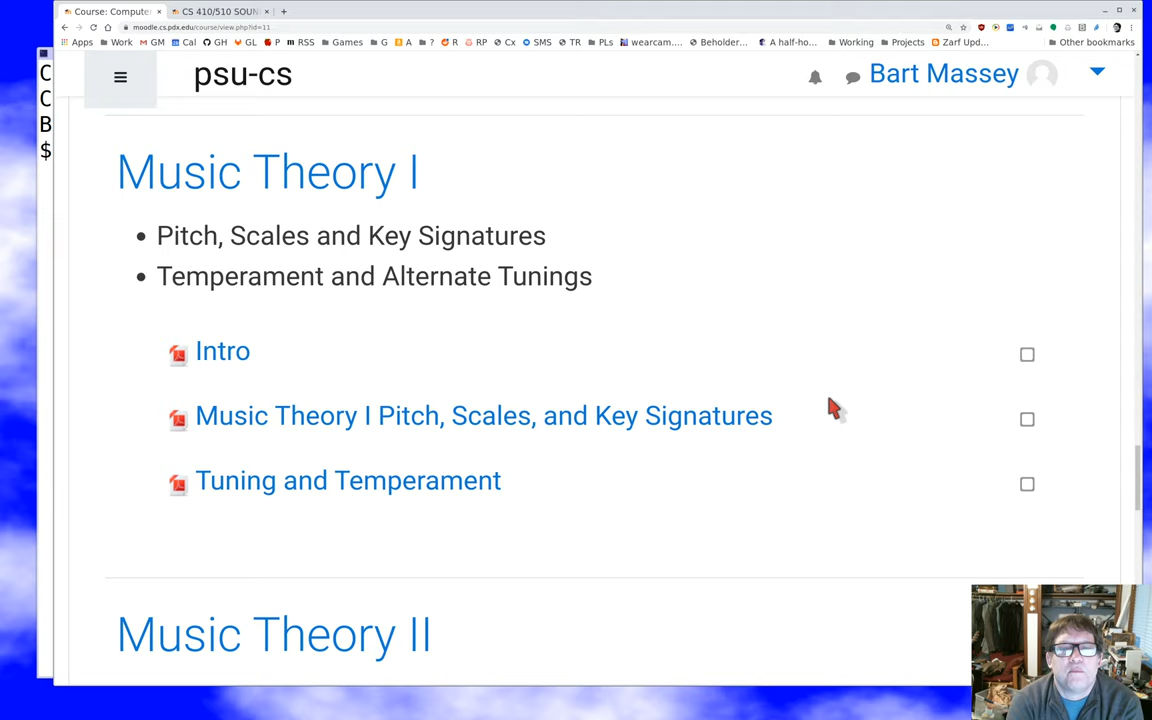 Course: Computer
CS 410/510 SOUN
moodle.cs.pdx.edu/course/view.php?id=11
Apps Work GM Cal GH GL P RSS Games G A ? R RP Cx SMS TR PLs wearcam.... Beholder... A half-ho... Working Projects Zarf Upd... Other bookmarks
psu-cs
Bart Massey
C
C
B
$
Music Theory I
• Pitch, Scales and Key Signatures
• Temperament and Alternate Tunings
Intro
Music Theory I Pitch, Scales, and Key Signatures
Tuning and Temperament
Music Theory II